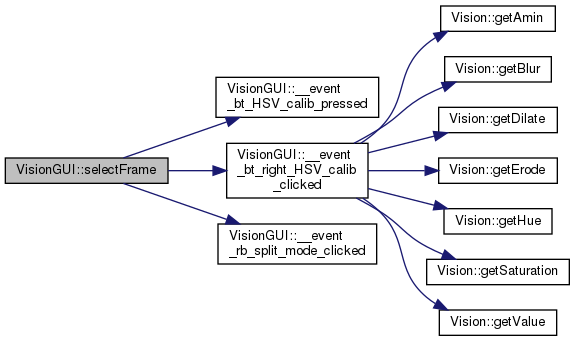 VisionGUI::selectFrame
VisionGUI::__event
_bt_HSV_calib_pressed
VisionGUI::__event
_bt_right_HSV_calib
_clicked
VisionGUI::__event
_rb_split_mode_clicked
Vision::getAmin
Vision::getBlur
Vision::getDilate
Vision::getErode
Vision::getHue
Vision::getSaturation
Vision::getValue